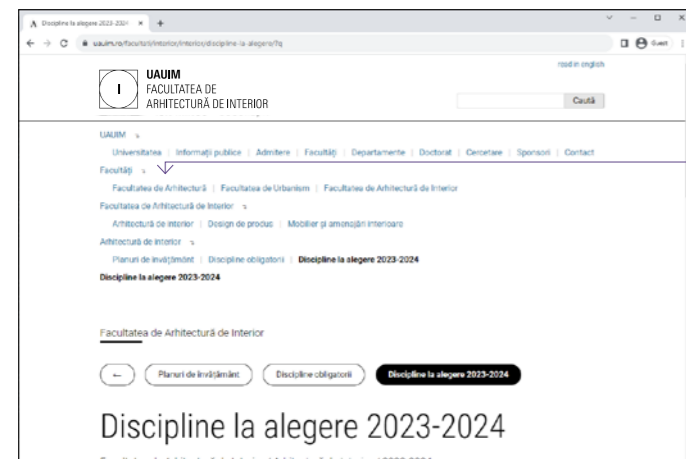 Discipline la alegere 2023-2024
uauim.ro/facultati/interior/interior/discipline-la-alegere/hq
Guest
read in english
I
UAUIM
FACULTATEA DE
ARHITECTURĂ DE INTERIOR
Caută
UAUIM
Universitatea | Informații publice | Admitere | Facultăți | Departamente | Doctorat | Cercetare | Sponsori | Contact
Facultăți
Facultatea de Arhitectură | Facultatea de Urbanism | Facultatea de Arhitectură de Interior
Facultatea de Arhitectură de Interior
Arhitectură de interior | Design de produs | Mobilier și amenajări interioare
Arhitectură de interior
Planuri de învățământ | Discipline obligatorii | Discipline la alegere 2023-2024
Discipline la alegere 2023-2024
Facultatea de Arhitectură de Interior
← Planuri de învățământ Discipline obligatorii Discipline la alegere 2023-2024
Discipline la alegere 2023-2024